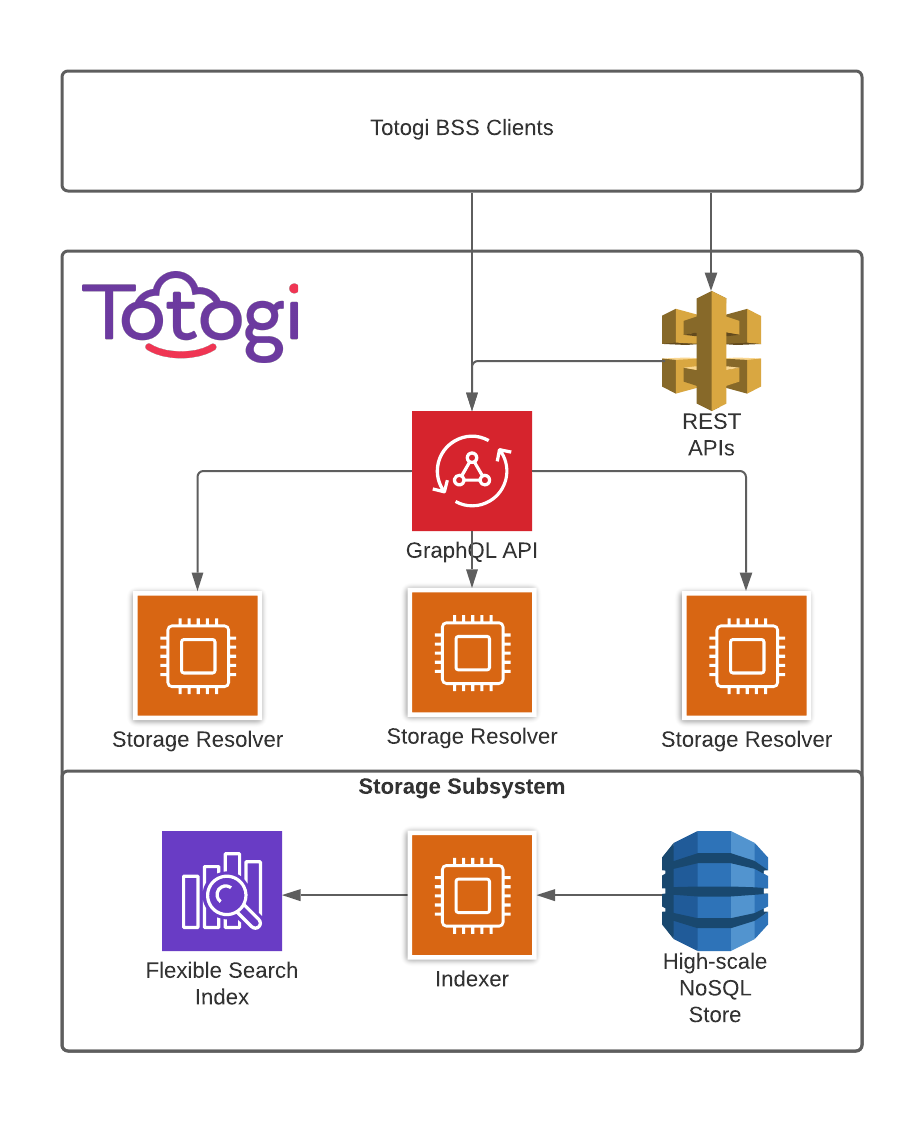 Totogi BSS Clients
Totogi
REST
APIs
GraphQL API
Storage Resolver
Storage Resolver
Storage Resolver
Storage Subsystem
Flexible Search
Index
Indexer
High-scale
NoSQL
Store